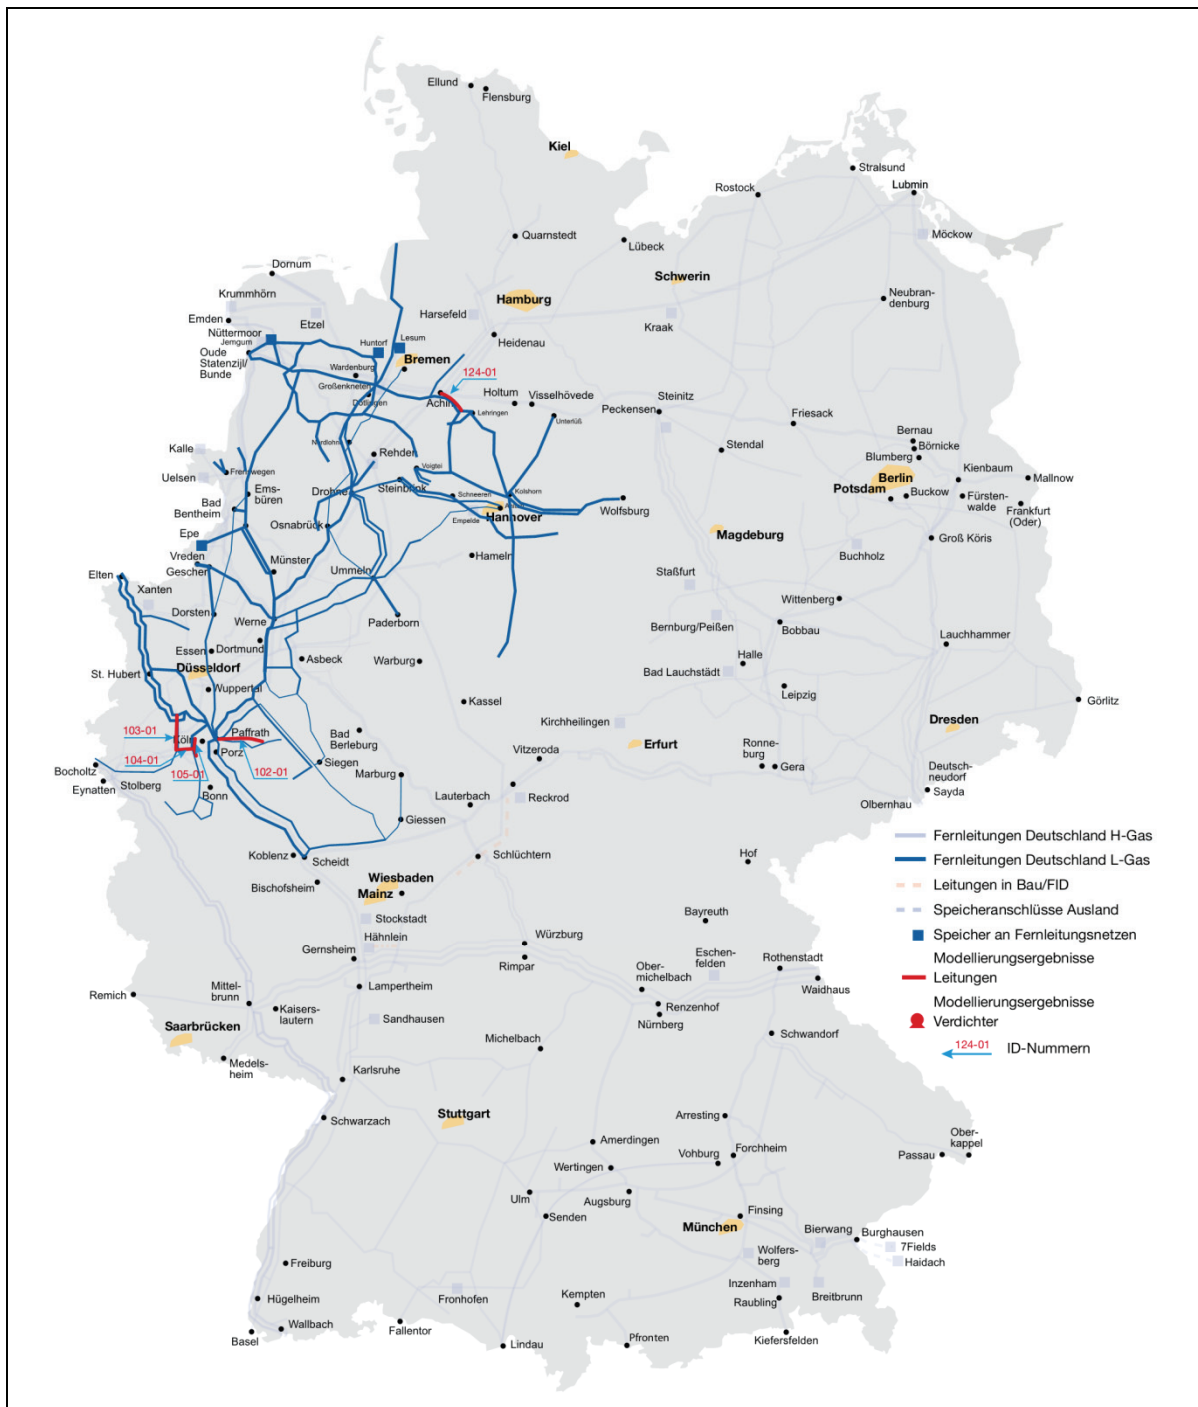 Ellund
Flensburg
Kiel
Stralsund
Rostock
Lubmin
Quarnstedt
Lübeck
Möckow
Dornum
Schwerin
Krummhörn
Hamburg
Neubran-
denburg
Emden
Etzel
Harsefeld
Kraak
Nüttermoor
Jemgum
Huntorf
Lesum
Heidenau
Oude
Statenzijl/
Bunde
Bremen
Wardenburg
124-01
Großenkneten
Dötlingen
Achim
Holtum
Visselhövede
Steinitz
Lehringen
Peckensen
Unterlüß
Friesack
Nordlohne
Bernau
Kalle
Rehden
Stendal
Börnicke
Voigtei
Blumberg
Uelsen
Frenswegen
Kienbaum
Berlin
Mallnow
Ems-
büren
Drohne
Steinbrink
Schneeren
Kolshorn
Potsdam
Buckow
Fürsten-
walde
Bad
Bentheim
Wolfsburg
Frankfurt
(Oder)
Osnabrück
Empelde
Hannover
Magdeburg
Epe
Groß Köris
Vreden
Buchholz
Gescher
Münster
Ummeln
Hameln
Elten
Staßfurt
Xanten
Wittenberg
Dorsten
Werne
Paderborn
Bernburg/Peißen
Bobbau
Lauchhammer
Essen
Dortmund
Asbeck
Warburg
Halle
Düsseldorf
Bad Lauchstädt
St. Hubert
Wuppertal
Leipzig
Kassel
Görlitz
Kirchheilingen
Dresden
103-01
Paffrath
Bad
Berleburg
Köln
Erfurt
Vitzeroda
Ronne-
burg
104-01
Porz
Siegen
Gera
Bocholtz
105-01
102-01
Marburg
Deutsch-
neudorf
Eynatten
Stolberg
Bonn
Lauterbach
Reckrod
Sayda
Olbernhau
Giessen
Fernleitungen Deutschland H-Gas
Koblenz
Scheidt
Schlüchtern
Hof
Fernleitungen Deutschland L-Gas
Bischofsheim
Wiesbaden
Leitungen in Bau/FID
Mainz
Speicheranschlüsse Ausland
Stockstadt
Bayreuth
Speicher an Fernleitungsnetzen
Hähnlein
Würzburg
Gernsheim
Eschen-
felden
Rothenstadt
Modellierungsergebnisse
Leitungen
Rimpar
Ober-
michelbach
Waidhaus
Remich
Mittel-
brunn
Lampertheim
Modellierungsergebnisse
Verdichter
Kaisers-
lautern
Renzenhof
Sandhausen
Nürnberg
Saarbrücken
Schwandorf
124-01
ID-Nummern
Michelbach
Medels-
heim
Karlsruhe
Stuttgart
Arresting
Schwarzach
Ober-
kappel
Amerdingen
Forchheim
Passau
Wertingen
Vohburg
Ulm
Augsburg
Senden
Finsing
München
Bierwang
Burghausen
7Fields
Freiburg
Wolfers-
berg
Haidach
Inzenham
Fronhofen
Kempten
Breitbrunn
Hügelheim
Raubling
Wallbach
Fallentor
Basel
Lindau
Pfronten
Kiefersfelden